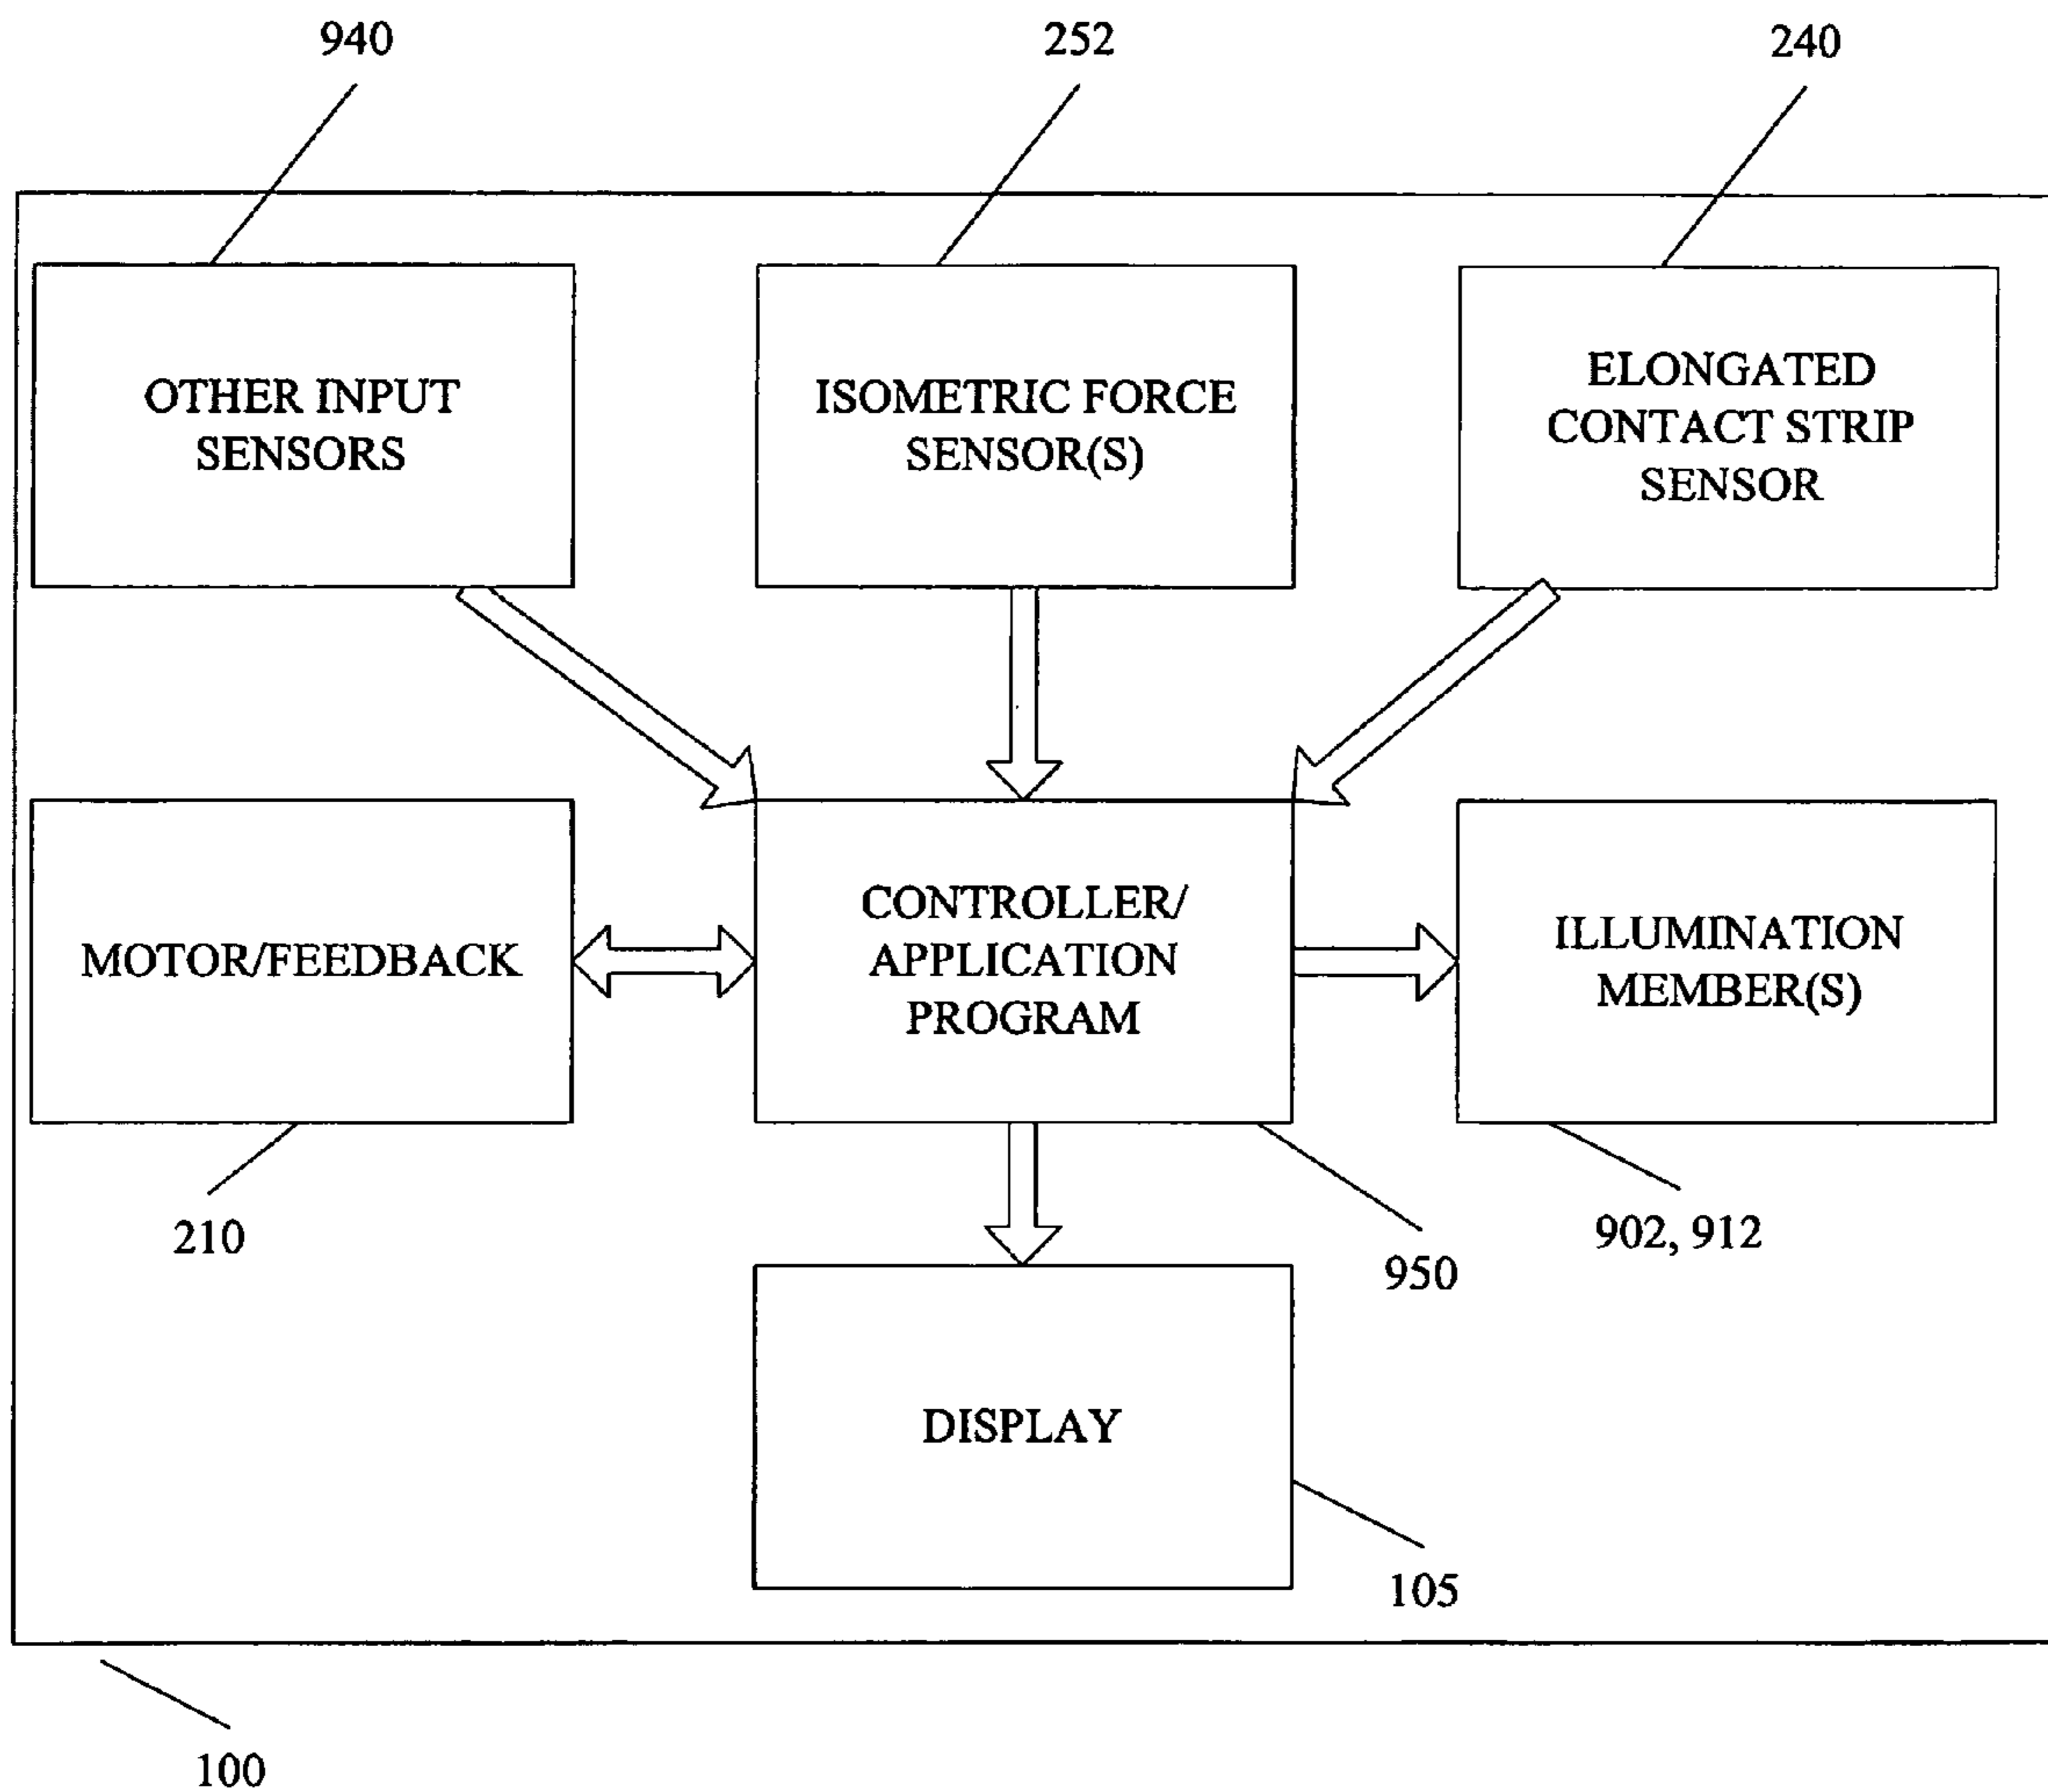 940
252
240
OTHER INPUT
SENSORS
ISOMETRIC FORCE
SENSOR(S)
ELONGATED
CONTACT STRIP
SENSOR
MOTOR/FEEDBACK
CONTROLLER/
APPLICATION
PROGRAM
ILLUMINATION
MEMBER(S)
210
950
902, 912
DISPLAY
105
100